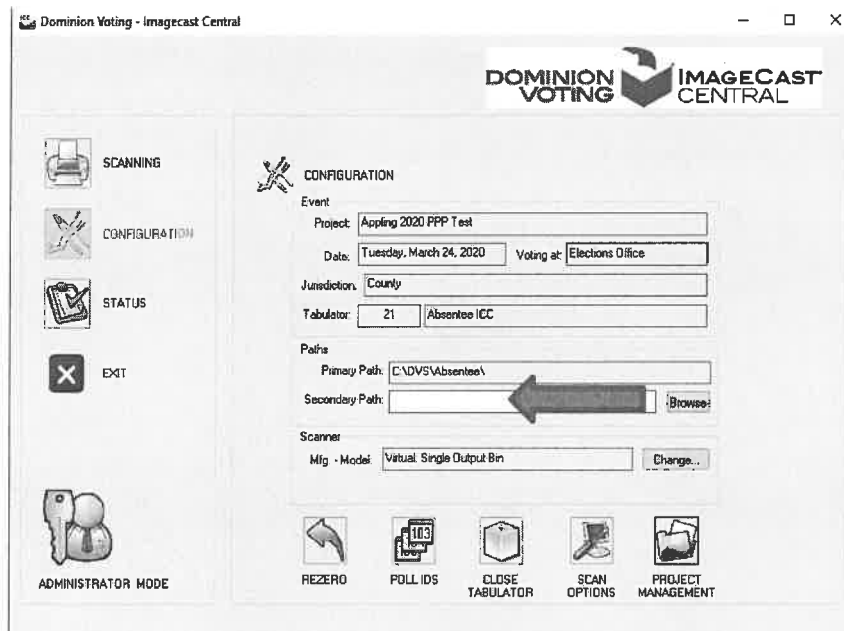 Dominion Voting - Imagecast Central
DOMINION VOTING
IMAGECAST CENTRAL
SCANNING
CONFIGURATION
STATUS
EXIT
ADMINISTRATOR MODE
CONFIGURATION
Event
Project: Appling 2020 PPP Test
Date: Tuesday, March 24, 2020 Voting at: Elections Office
Jurisdiction: County
Tabulator: 21 Absentee ICC
Paths
Primary Path: C:\DVS\Absentee\
Secondary Path: Browse
Scanner
Mfg. - Model: Virtual. Single Output Bin Change...
103
REZERO POLL IDS CLOSE TABULATOR SCAN OPTIONS PROJECT MANAGEMENT